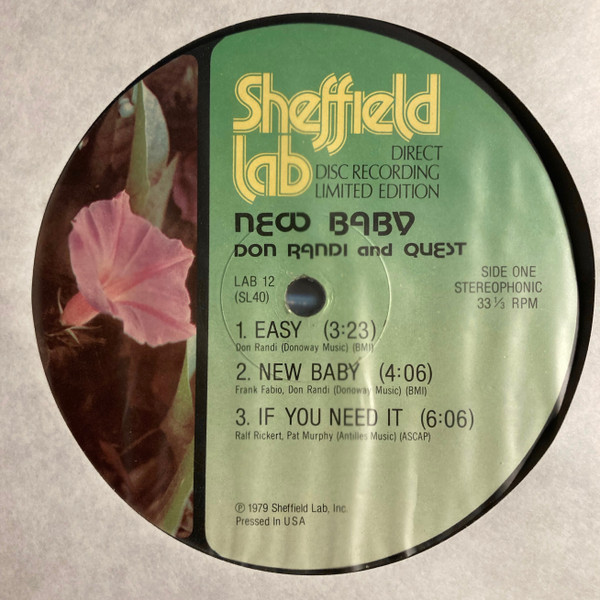 Sheffield
lab
DIRECT
DISC RECORDING
LIMITED EDITION
NEW BABY
DON RANDI and QUEST
LAB 12
(SL40)
SIDE ONE
STEREOPHONIC
33 ⅓ RPM
1. EASY (3:23)
Don Randi (Donoway Music) (BMI)
2. NEW BABY (4:06)
Frank Fabio, Don Randi (Donoway Music) (BMI)
3. IF YOU NEED IT (6:06)
Ralf Rickert, Pat Murphy (Antilles Music) (ASCAP)
℗ 1979 Sheffield Lab, Inc.
Pressed In USA